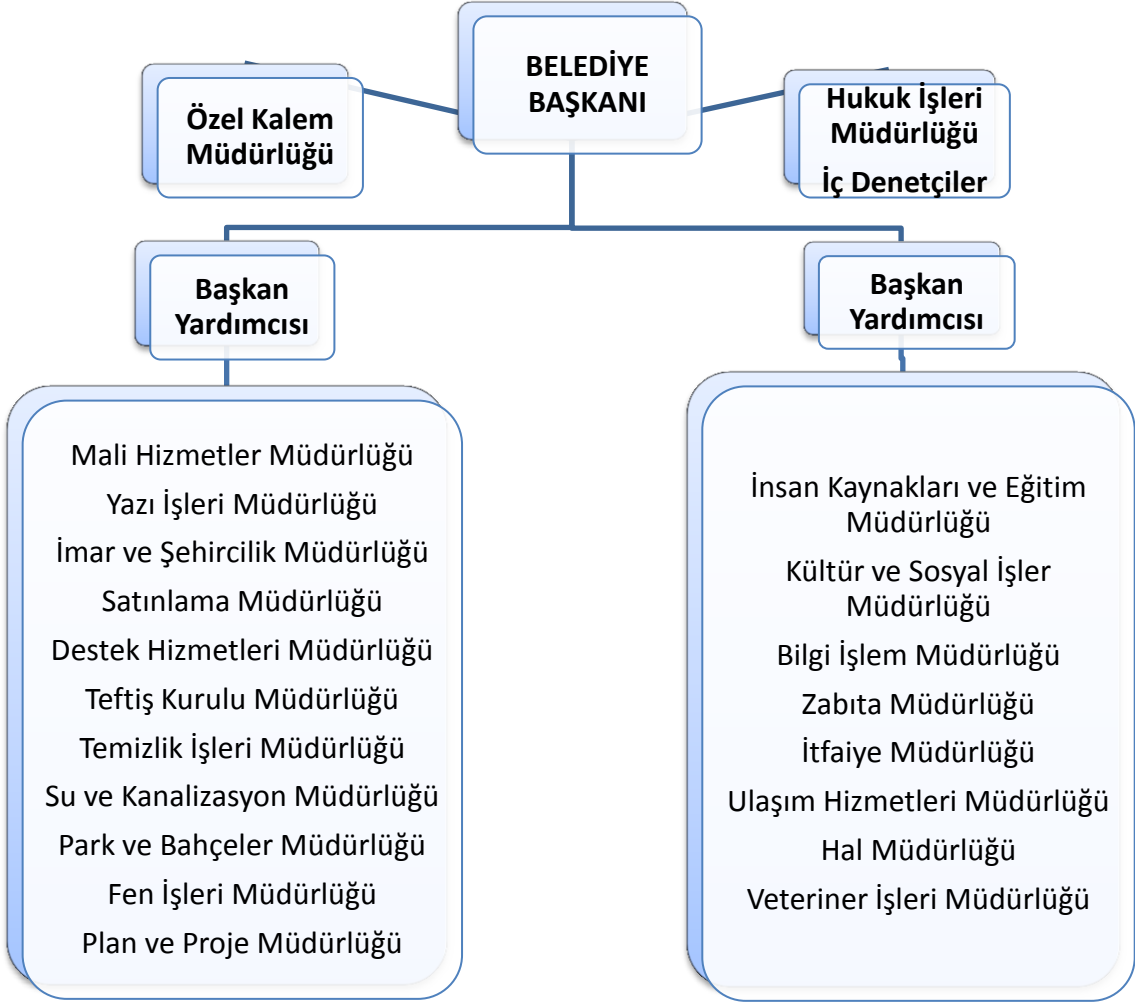 BELEDİYE
BAŞKANI
Özel Kalem
Müdürlüğü
Hukuk İşleri
Müdürlüğü
İç Denetçiler
Başkan
Yardımcısı
Başkan
Yardımcısı
Mali Hizmetler Müdürlüğü
Yazı İşleri Müdürlüğü
İmar ve Şehircilik Müdürlüğü
Satınlama Müdürlüğü
Destek Hizmetleri Müdürlüğü
Teftiş Kurulu Müdürlüğü
Temizlik İşleri Müdürlüğü
Su ve Kanalizasyon Müdürlüğü
Park ve Bahçeler Müdürlüğü
Fen İşleri Müdürlüğü
Plan ve Proje Müdürlüğü
İnsan Kaynakları ve Eğitim
Müdürlüğü
Kültür ve Sosyal İşler
Müdürlüğü
Bilgi İşlem Müdürlüğü
Zabıta Müdürlüğü
İtfaiye Müdürlüğü
Ulaşım Hizmetleri Müdürlüğü
Hal Müdürlüğü
Veteriner İşleri Müdürlüğü